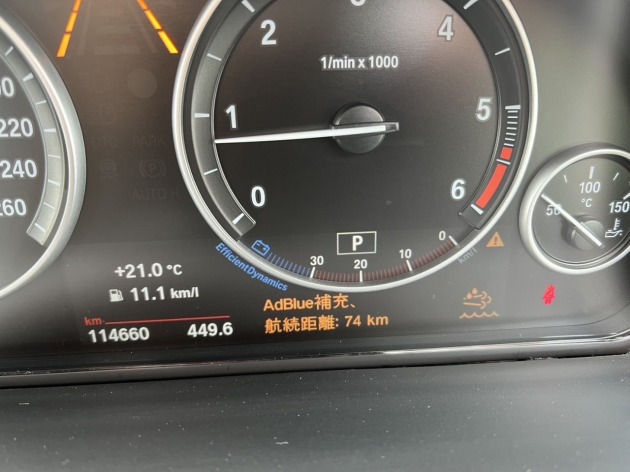 2
3
4
1/min x 1000
1
5
0
6
220
240
260
P
30
20
10
0
km/l
EfficientDynamics
50
100
150
°C
+21.0 °C
11.1 km/l
AdBlue補充、
航続距離: 74 km
km
114660 449.6